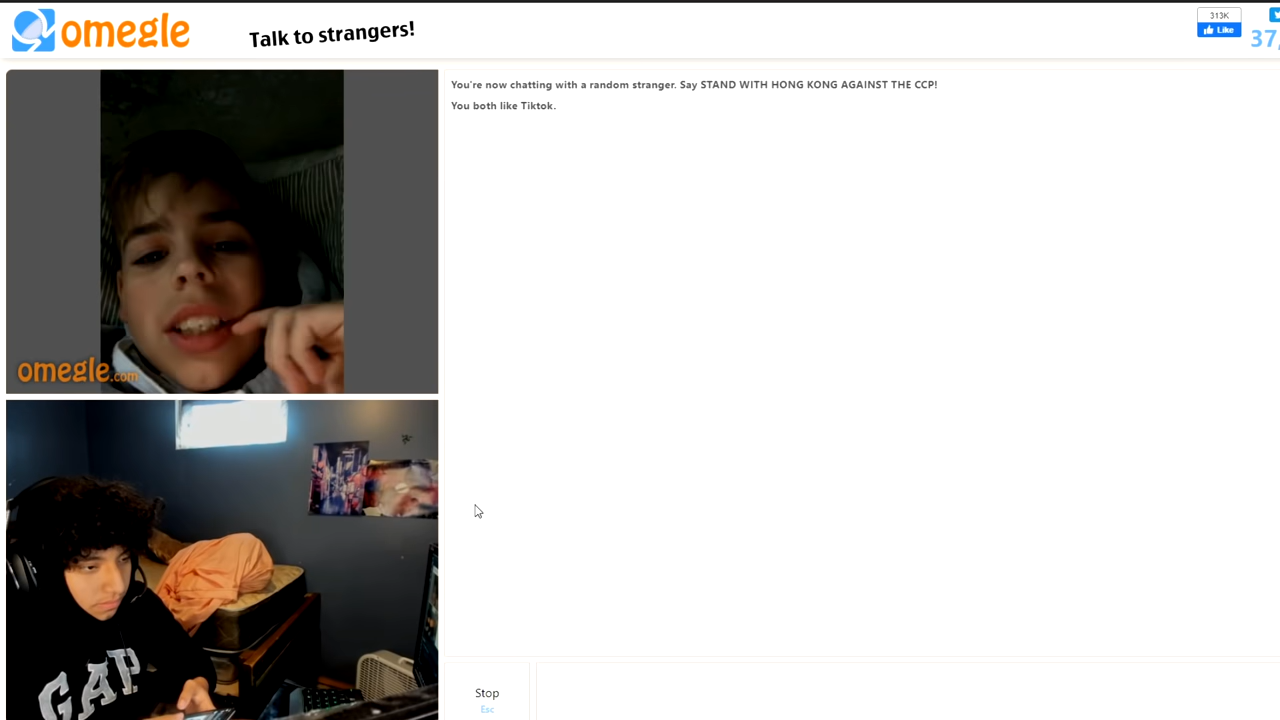 omegle
Talk to strangers!
313K
Like
37,
You're now chatting with a random stranger. Say STAND WITH HONG KONG AGAINST THE CCP!
You both like Tiktok.
omegle.com
GAP
Stop
Esc